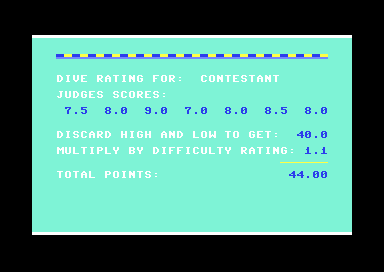 DIVE RATING FOR: CONTESTANT
JUDGES SCORES:
7.5 8.0 9.0 7.0 8.0 8.5 8.0
DISCARD HIGH AND LOW TO GET: 40.0
MULTIPLY BY DIFFICULTY RATING: 1.1
TOTAL POINTS: 44.00